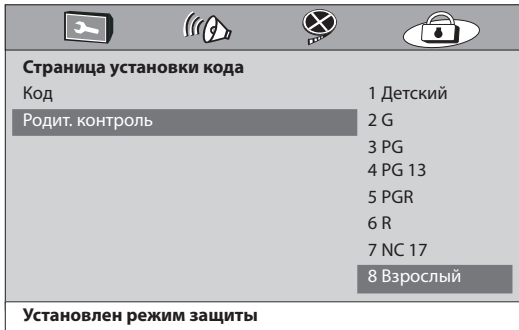 Страница установки кода
Код
Родит. контроль
1 Детский
2 G
3 PG
4 PG 13
5 PGR
6 R
7 NC 17
8 Взрослый
Установлен режим защиты